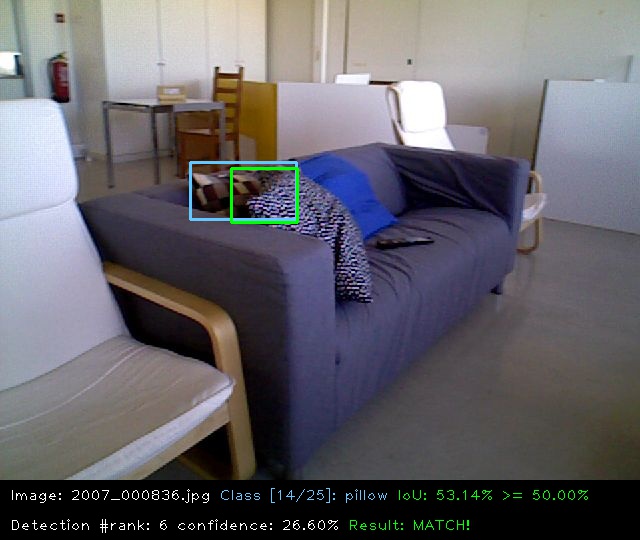 Image: 2007_000836.jpg Class [14/25]: pillow IoU: 53.14% >= 50.00%
Detection #rank: 6 confidence: 26.60% Result: MATCH!